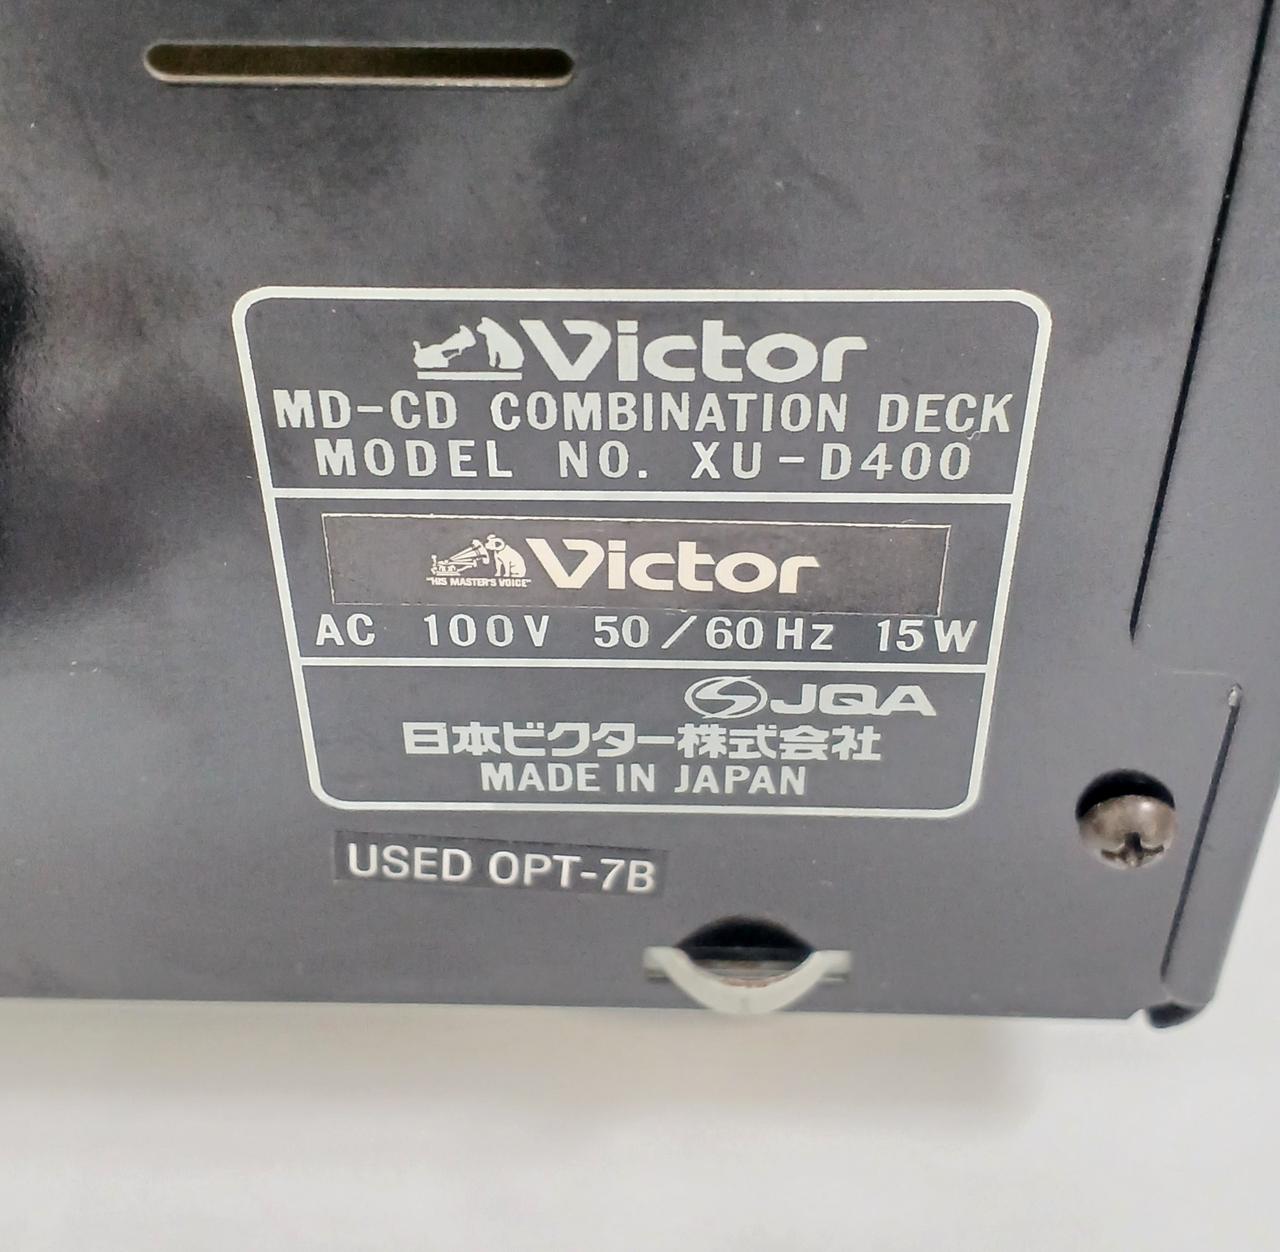 Victor
MD-CD COMBINATION DECK
MODEL NO. XU-D400
"HIS MASTER'S VOICE" Victor
AC 100V 50/60Hz 15W
JQA
日本ビクター株式会社
MADE IN JAPAN
USED OPT-7B